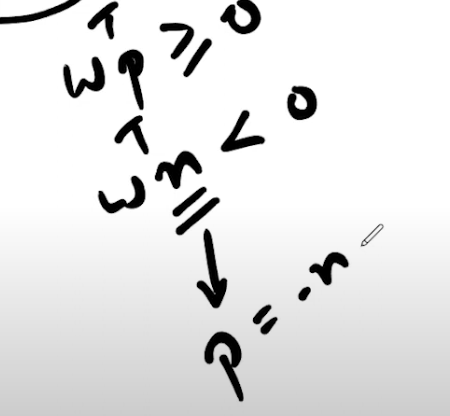 wᵀp ≥ 0
wᵀn < 0
p = -n